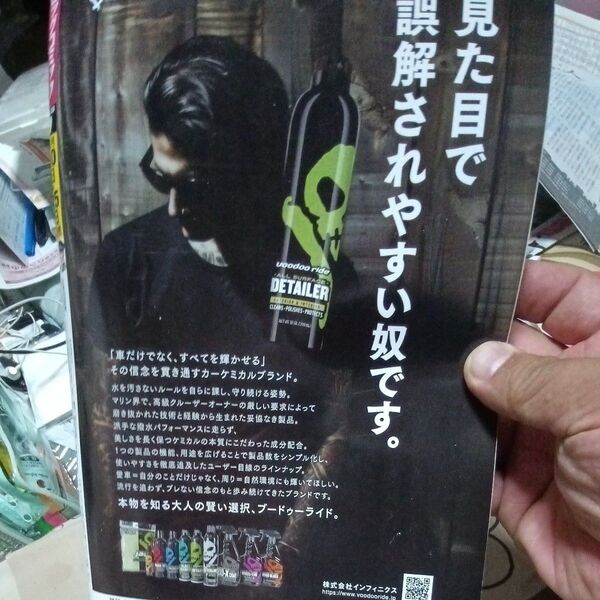 見た目で
誤解されやすい奴です。
voodoo ride
ALL SURFACE
DETAILER
EXTERIOR & INTERIOR
CLEANS・POLISHES・PROTECTS
「車だけでなく、すべてを輝かせる」
その信念を貫き通すカーケミカルブランド。
水を汚さないルールを自らに課し、守り続ける姿勢。
マリン界で、高級クルーザーオーナーの厳しい要求によって
磨き抜かれた技術と経験から生まれた妥協なき製品。
派手な撥水パフォーマンスに走らず、
美しさを長く保つケミカルの本質にこだわった成分配合。
1つの製品の機能、用途を広げることで製品数をシンプル化し、
使いやすさを徹底追及したユーザー目線のラインナップ。
愛車＝自分のことだけじゃなく、周り＝自然環境にも輝いてほしい。
流行を追わず、ブレない信念のもと歩み続けてきたブランドです。
本物を知る大人の賢い選択、ブードゥーライド。
株式会社インフィニクス
https://www.voodooride.jp